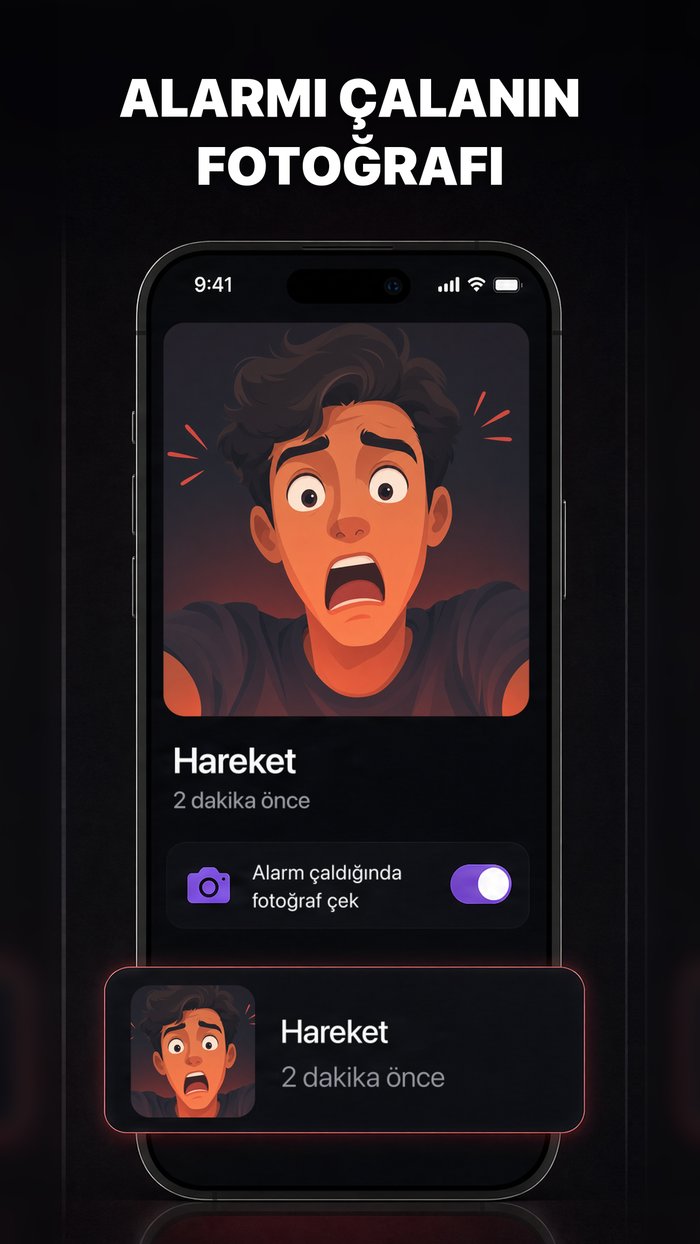 ALARMI ÇALANIN
FOTOĞRAFI
9:41
Hareket
2 dakika önce
Alarm çaldığında
fotoğraf çek
Hareket
2 dakika önce